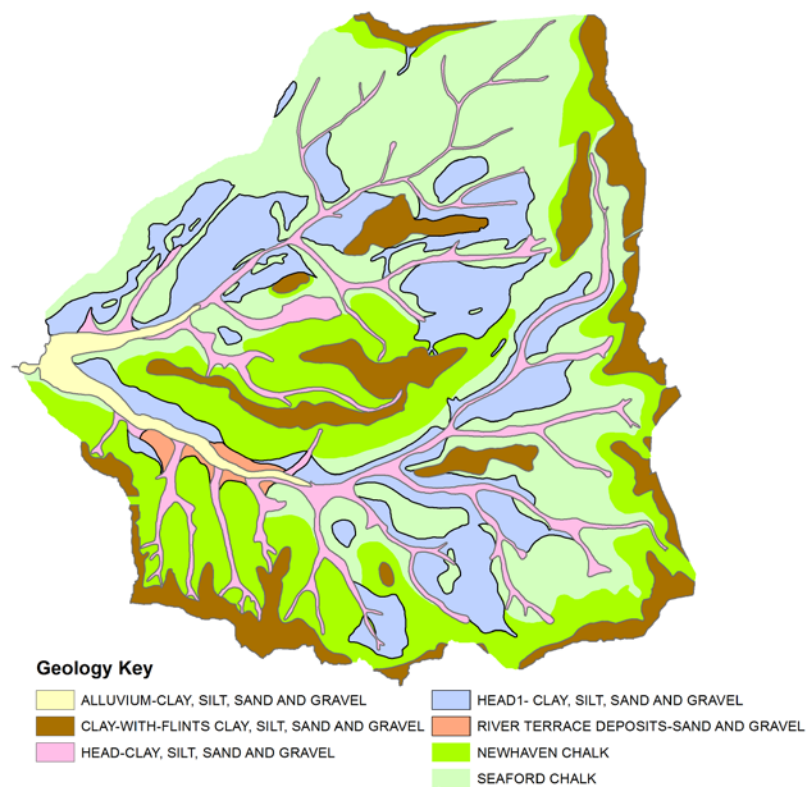 Geology Key
ALLUVIUM-CLAY, SILT, SAND AND GRAVEL
CLAY-WITH-FLINTS CLAY, SILT, SAND AND GRAVEL
HEAD-CLAY, SILT, SAND AND GRAVEL
HEAD1- CLAY, SILT, SAND AND GRAVEL
RIVER TERRACE DEPOSITS-SAND AND GRAVEL
NEWHAVEN CHALK
SEAFORD CHALK